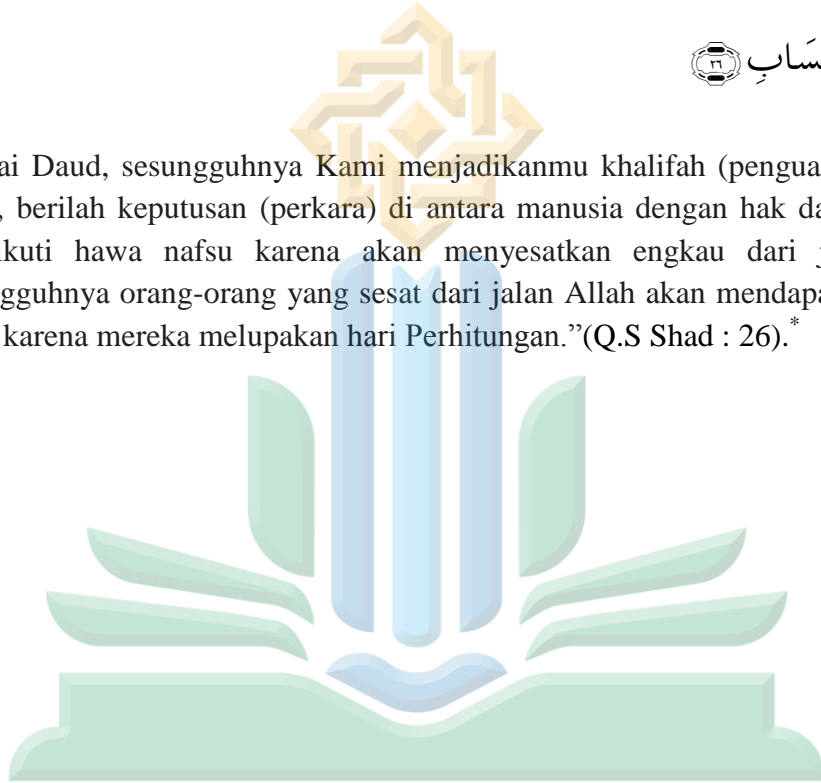 سَابِ ٢٦
ai Daud, sesungguhnya Kami menjadikanmu khalifah (pengua
, berilah keputusan (perkara) di antara manusia dengan hak da
ikuti hawa nafsu karena akan menyesatkan engkau dari j
gguhnya orang-orang yang sesat dari jalan Allah akan mendapa
karena mereka melupakan hari Perhitungan.”(Q.S Shad : 26).*